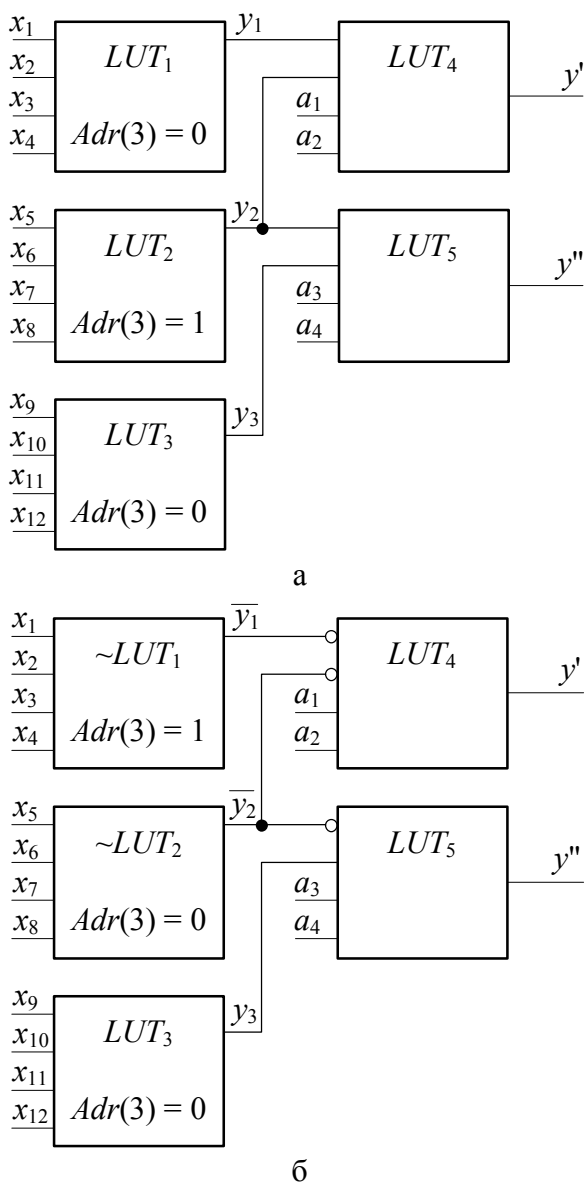 x₁
y₁
LUT₁
LUT₄
x₂
y'
x₃
a₁
x₄
Adr(3) = 0
a₂
x₅
y₂
LUT₂
LUT₅
x₆
y''
x₇
a₃
x₈
Adr(3) = 1
a₄
x₉
y₃
LUT₃
x₁₀
x₁₁
x₁₂
Adr(3) = 0
а
x₁
y̅₁
~LUT₁
LUT₄
x₂
y'
x₃
a₁
x₄
Adr(3) = 1
a₂
x₅
y̅₂
~LUT₂
LUT₅
x₆
y''
x₇
a₃
x₈
Adr(3) = 0
a₄
x₉
y₃
LUT₃
x₁₀
x₁₁
x₁₂
Adr(3) = 0
б